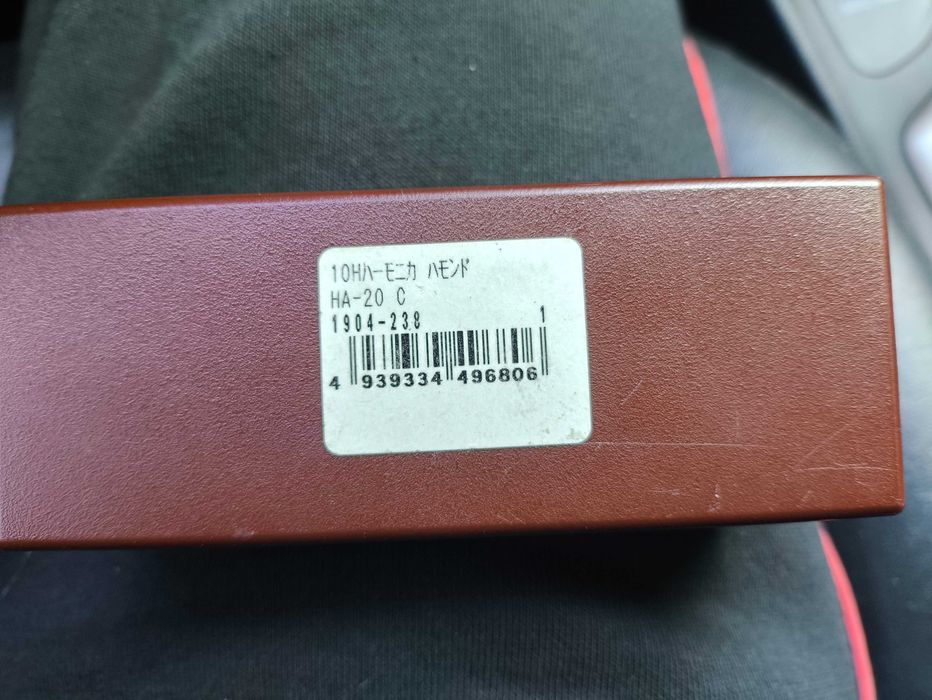 10Hﾊｰﾓﾆｶ ﾊﾓﾝﾄﾞ
HA-20 C
1904-238 1
4 939334 496806